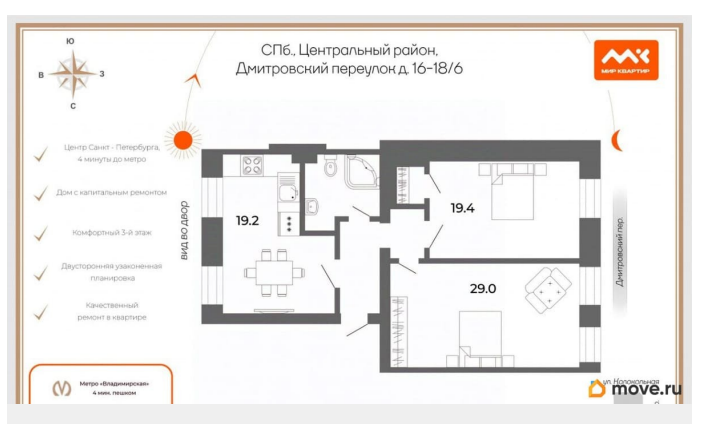 Ю
В
З
С
СПб., Центральный район,
Дмитровский переулок д. 16-18/6
МИР КВАРТИР
Центр Санкт - Петербурга,
4 минуты до метро
Дом с капитальным ремонтом
Комфортный 3-й этаж
Двусторонняя узаконенная
планировка
Качественный
ремонт в квартире
Метро «Владимирская»
4 мин. пешком
ВИД ВО ДВОР
19.2
19.4
29.0
Дмитровский пер.
ул. Колокольная
move.ru